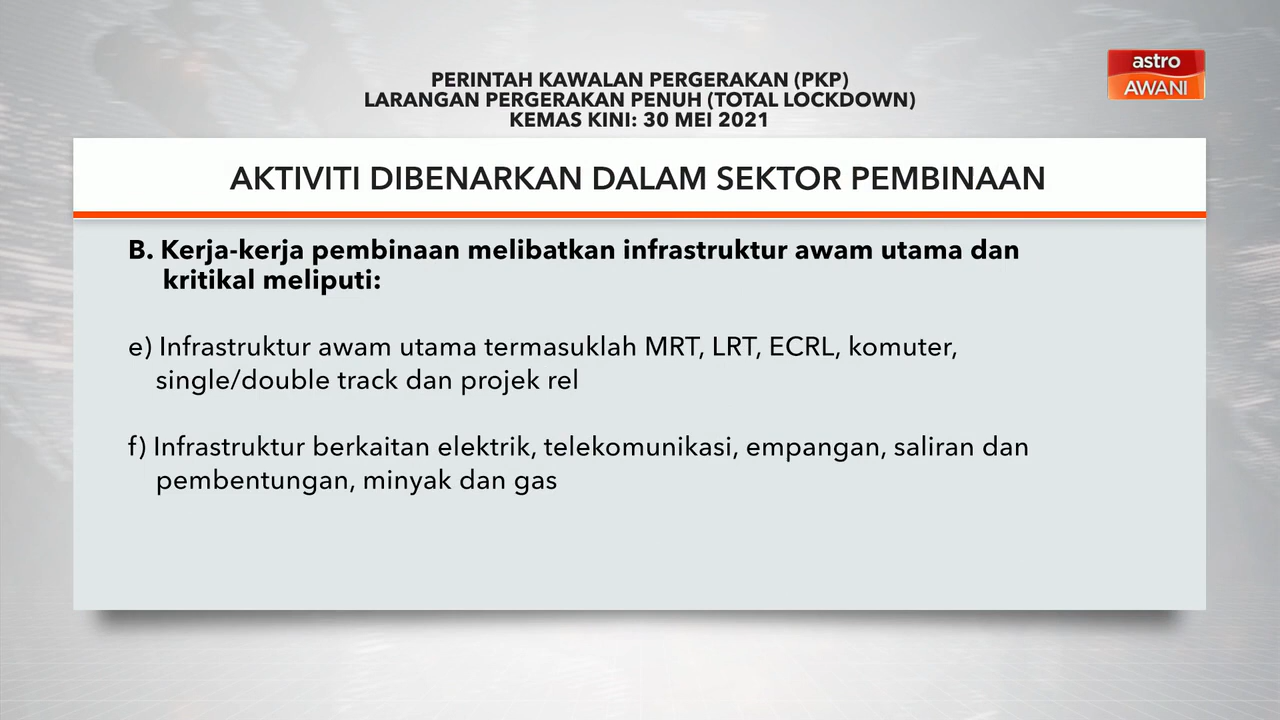 astro
AWANI
PERINTAH KAWALAN PERGERAKAN (PKP)
LARANGAN PERGERAKAN PENUH (TOTAL LOCKDOWN)
KEMAS KINI: 30 MEI 2021
AKTIVITI DIBENARKAN DALAM SEKTOR PEMBINAAN
B. Kerja-kerja pembinaan melibatkan infrastruktur awam utama dan
kritikal meliputi:
e) Infrastruktur awam utama termasuklah MRT, LRT, ECRL, komuter,
single/double track dan projek rel
f) Infrastruktur berkaitan elektrik, telekomunikasi, empangan, saliran dan
pembentungan, minyak dan gas